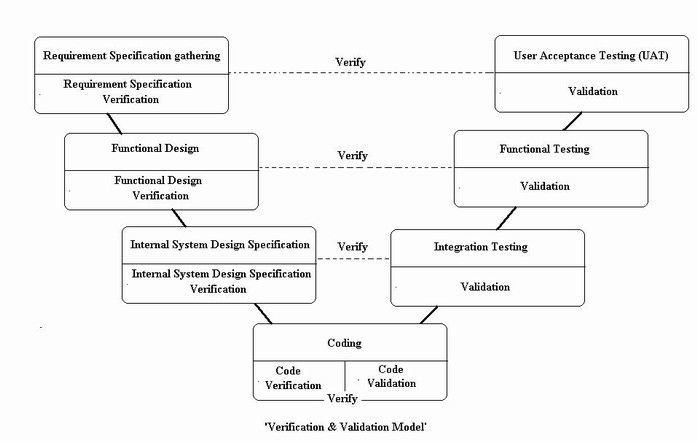 Requirement Specification gathering
Requirement Specification
Verification
Verify
User Acceptance Testing (UAT)
Validation
Functional Design
Functional Design
Verification
Verify
Functional Testing
Validation
Internal System Design Specification
Internal System Design Specification
Verification
Verify
Integration Testing
Validation
Coding
Code
Verification
Code
Validation
Verify
'Verification & Validation Model'